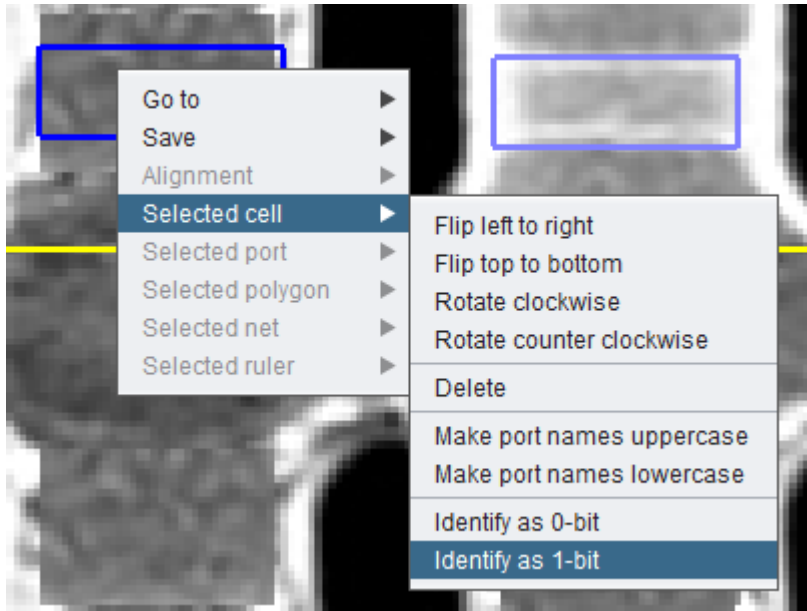 Go to
Save
Alignment
Selected cell
Selected port
Selected polygon
Selected net
Selected ruler
Flip left to right
Flip top to bottom
Rotate clockwise
Rotate counter clockwise
Delete
Make port names uppercase
Make port names lowercase
Identify as 0-bit
Identify as 1-bit